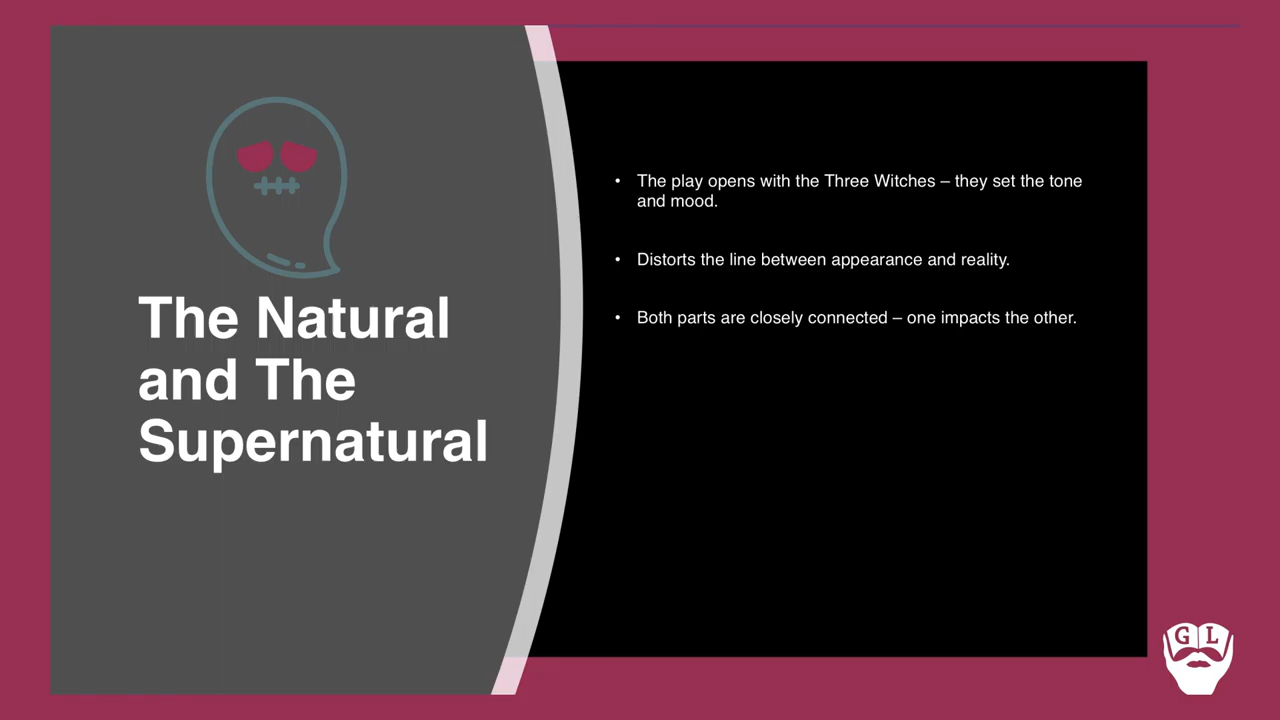 The Natural
and The
Supernatural
• The play opens with the Three Witches – they set the tone
and mood.
• Distorts the line between appearance and reality.
• Both parts are closely connected – one impacts the other.
G L